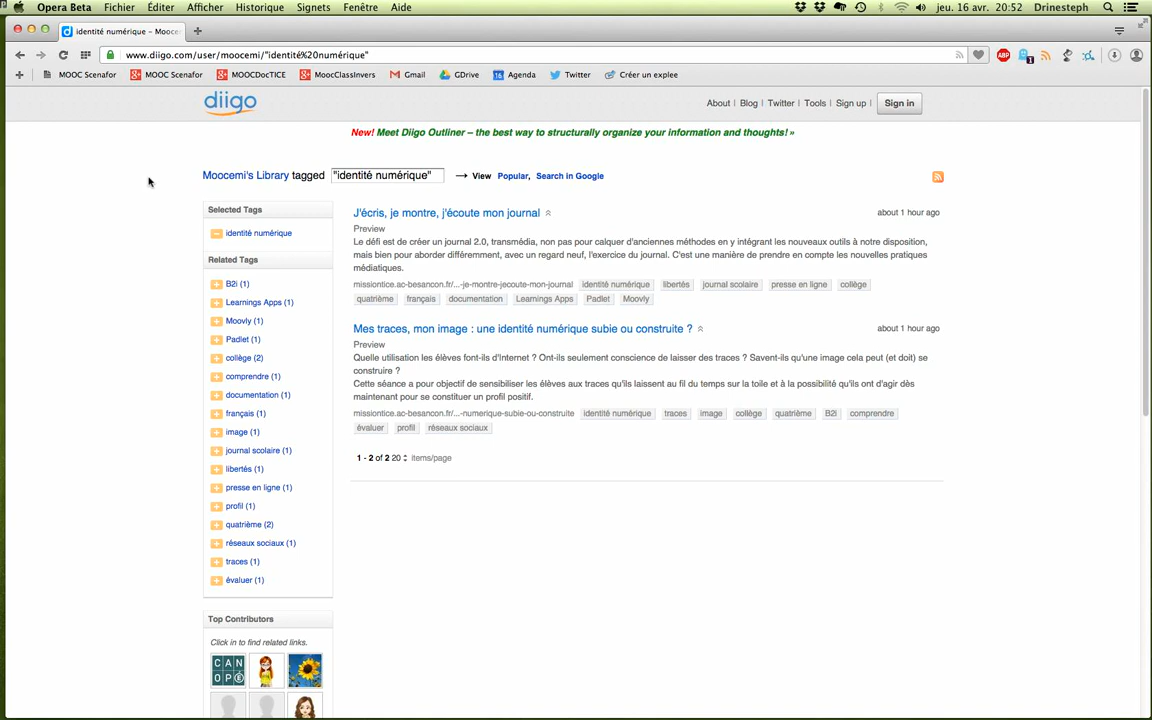 Opera Beta Fichier Éditer Afficher Historique Signets Fenêtre Aide jeu. 16 avr. 20:52 Drinesteph
identité numérique – Mooce
www.diigo.com/user/moocemi/"identité%20numérique"
MOOC Scenafor MOOC Scenafor MOOCDocTICE MoocClassInvers Gmail GDrive 16 Agenda Twitter Créer un explee
diigo
About | Blog | Twitter | Tools | Sign up | Sign in
New! Meet Diigo Outliner – the best way to structurally organize your information and thoughts! »
Moocemi's Library tagged "identité numérique" → View Popular, Search in Google
Selected Tags
identité numérique
Related Tags
B2i (1)
Learnings Apps (1)
Moovly (1)
Padlet (1)
collège (2)
comprendre (1)
documentation (1)
français (1)
image (1)
journal scolaire (1)
libertés (1)
presse en ligne (1)
profil (1)
quatrième (2)
réseaux sociaux (1)
traces (1)
évaluer (1)
Top Contributors
Click in to find related links.
CAN
OPÉ
J'écris, je montre, j'écoute mon journal
about 1 hour ago
Preview
Le défi est de créer un journal 2.0, transmédia, non pas pour calquer d'anciennes méthodes en y intégrant les nouveaux outils à notre disposition,
mais bien pour aborder différemment, avec un regard neuf, l'exercice du journal. C'est une manière de prendre en compte les nouvelles pratiques
médiatiques.
missiontice.ac-besancon.fr/...-je-montre-jecoute-mon-journal identité numérique libertés journal scolaire presse en ligne collège
quatrième français documentation Learnings Apps Padlet Moovly
Mes traces, mon image : une identité numérique subie ou construite ?
about 1 hour ago
Preview
Quelle utilisation les élèves font-ils d'Internet ? Ont-ils seulement conscience de laisser des traces ? Savent-ils qu'une image cela peut (et doit) se
construire ?
Cette séance a pour objectif de sensibiliser les élèves aux traces qu'ils laissent au fil du temps sur la toile et à la possibilité qu'ils ont d'agir dès
maintenant pour se constituer un profil positif.
missiontice.ac-besancon.fr/...-numerique-subie-ou-construite identité numérique traces image collège quatrième B2i comprendre
évaluer profil réseaux sociaux
1 - 2 of 2 20 items/page